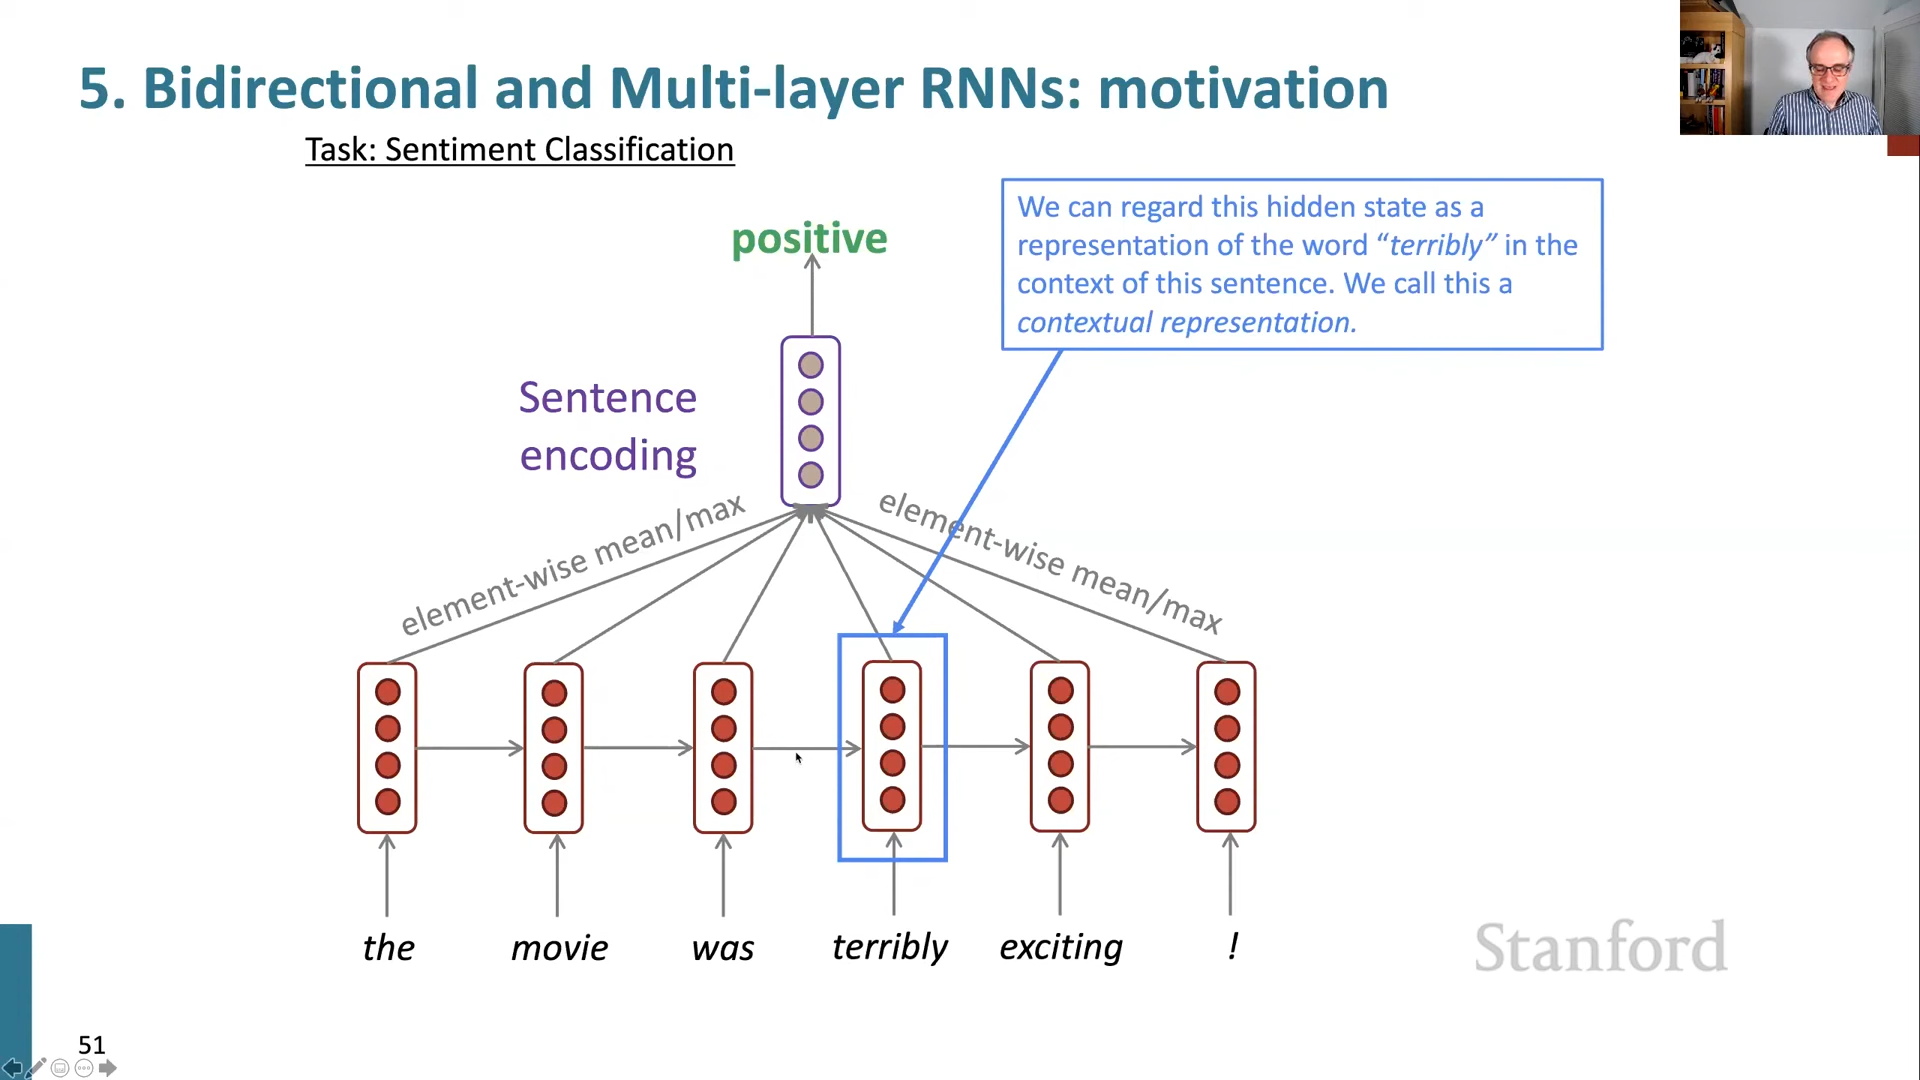 5. Bidirectional and Multi-layer RNNs: motivation
Task: Sentiment Classification
We can regard this hidden state as a
representation of the word “terribly” in the
context of this sentence. We call this a
contextual representation.
positive
Sentence
encoding
element-wise mean/max
element-wise mean/max
the movie was terribly exciting !
Stanford
51